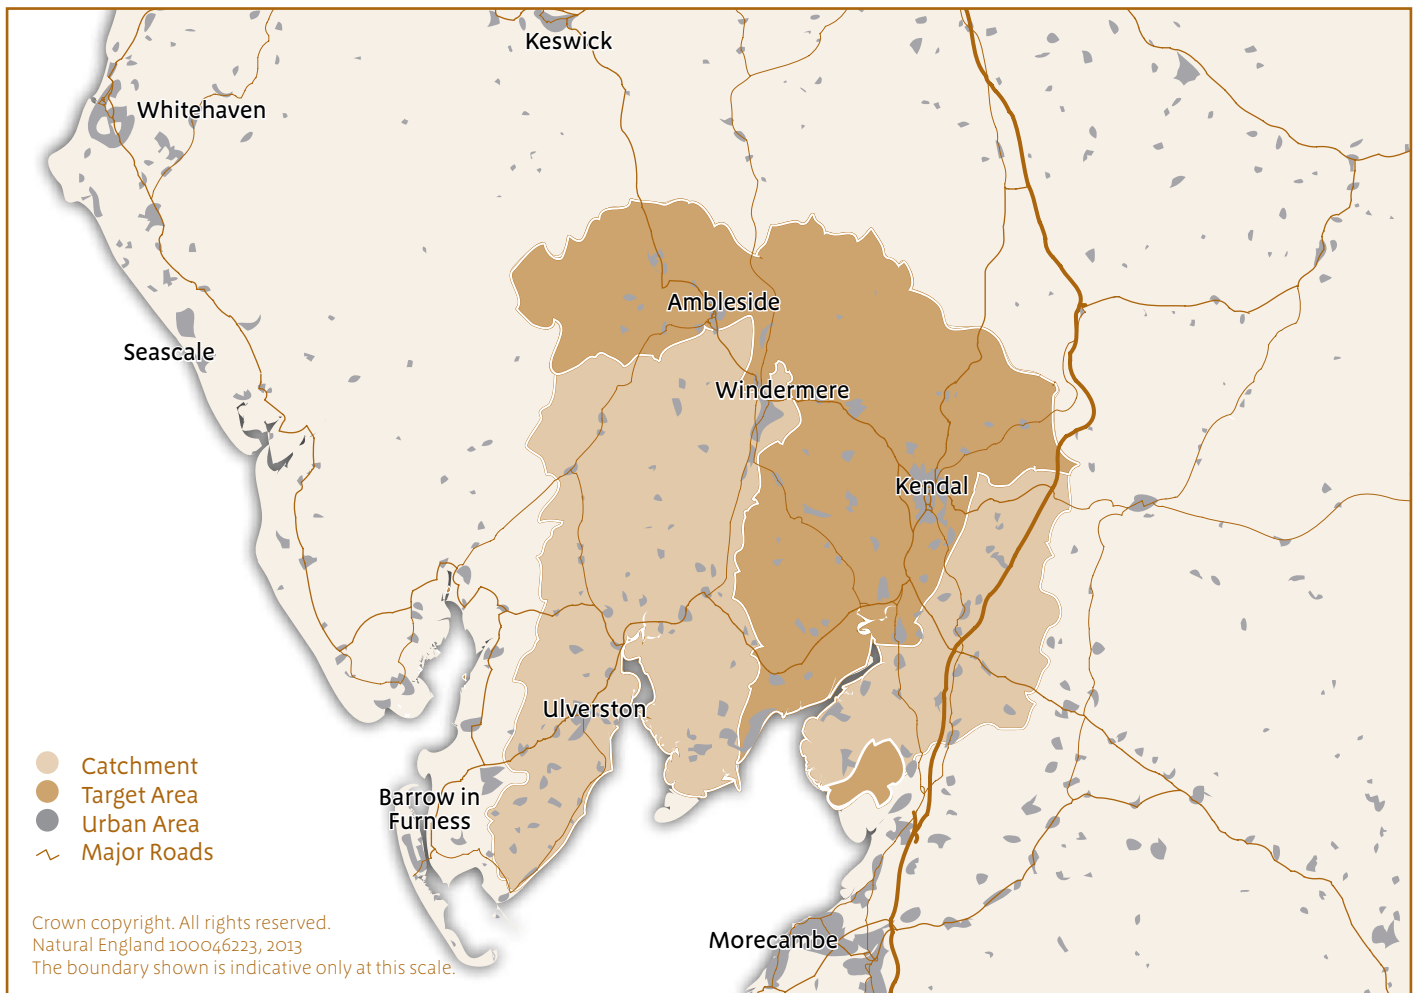 Keswick
Whitehaven
Ambleside
Seascale
Windermere
Kendal
Ulverston
Catchment
Target Area
Urban Area
Major Roads
Barrow in
Furness
Morecambe
Crown copyright. All rights reserved.
Natural England 100046223, 2013
The boundary shown is indicative only at this scale.